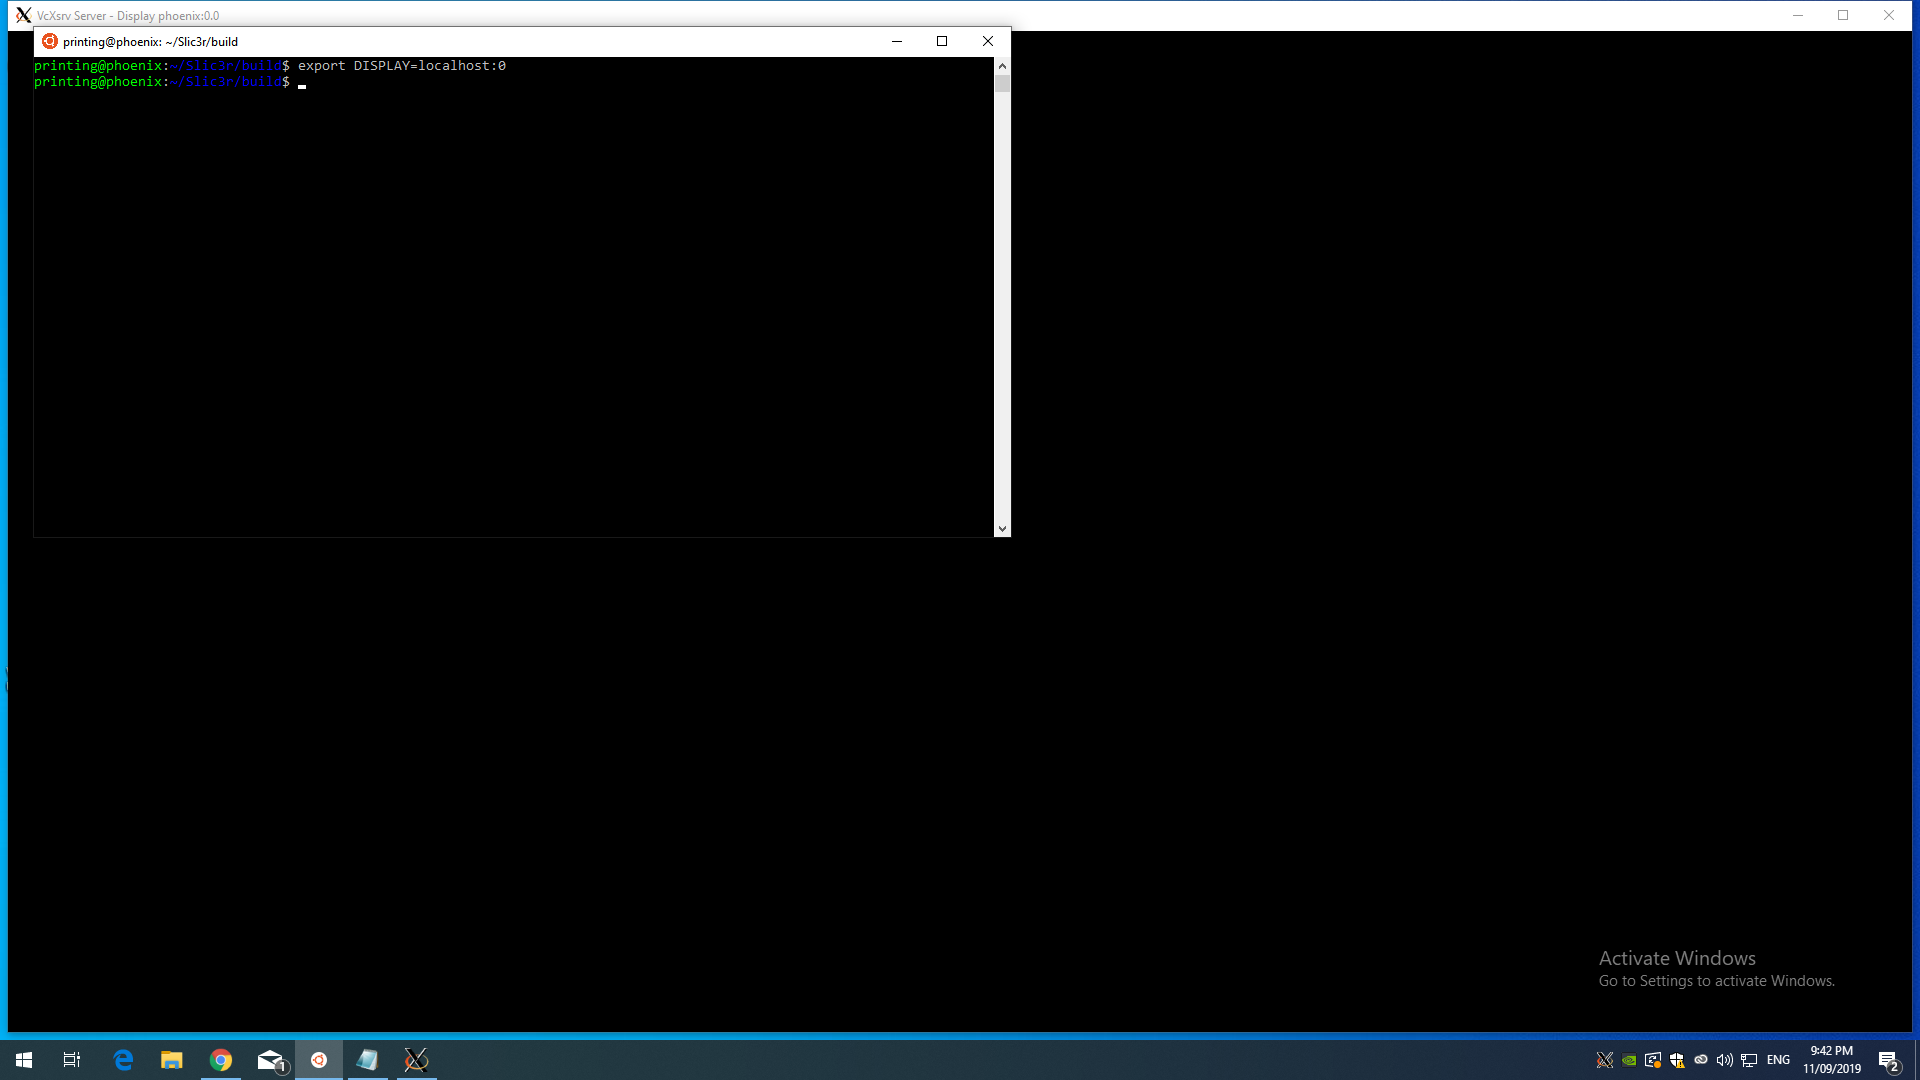 VcXsrv Server - Display phoenix:0.0
printing@phoenix: ~/Slic3r/build
printing@phoenix:~/Slic3r/build$ export DISPLAY=localhost:0
printing@phoenix:~/Slic3r/build$
Activate Windows
Go to Settings to activate Windows.
1
ENG
9:42 PM
11/09/2019
2